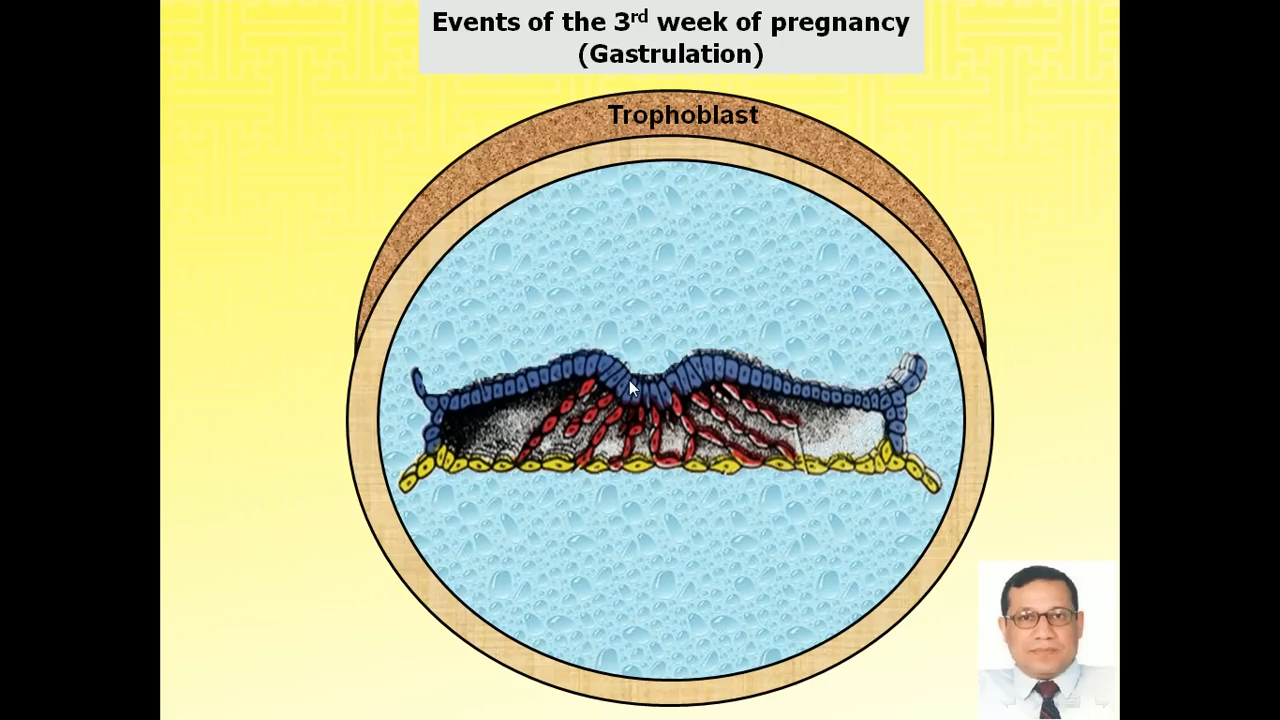 Events of the 3rd week of pregnancy
(Gastrulation)
Trophoblast